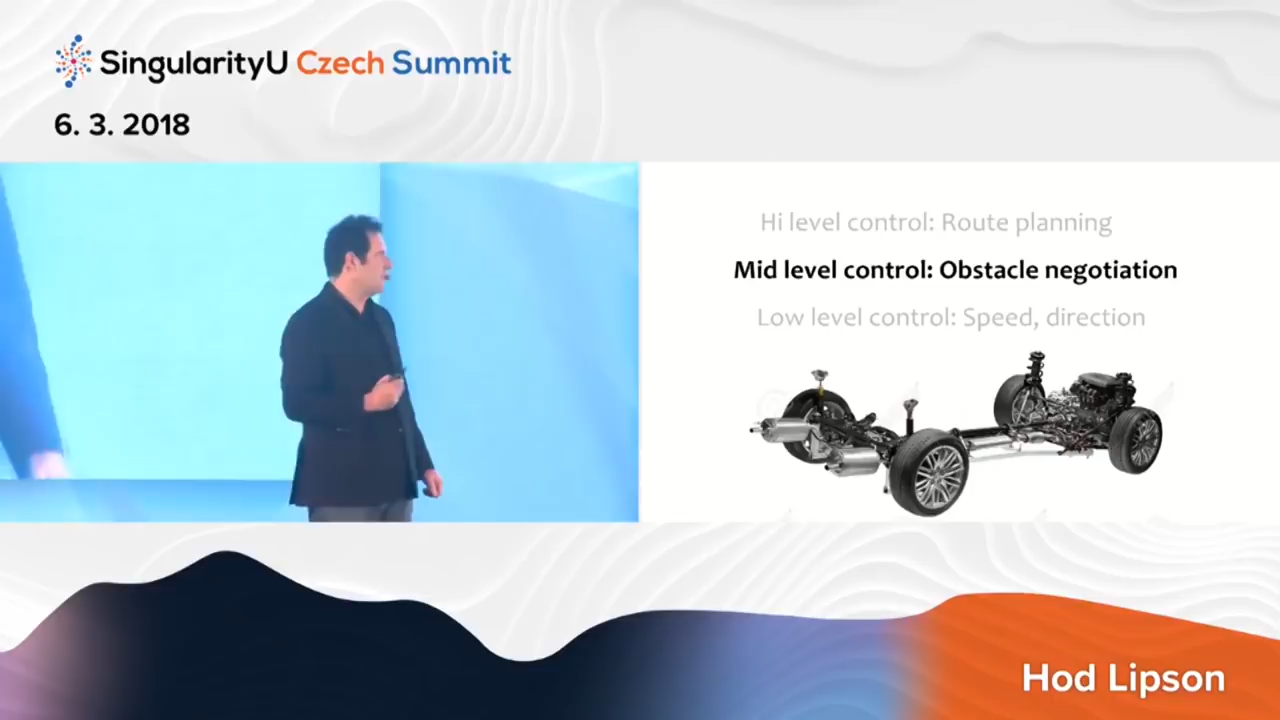 SingularityU Czech Summit
6. 3. 2018
Hi level control: Route planning
Mid level control: Obstacle negotiation
Low level control: Speed, direction
Hod Lipson